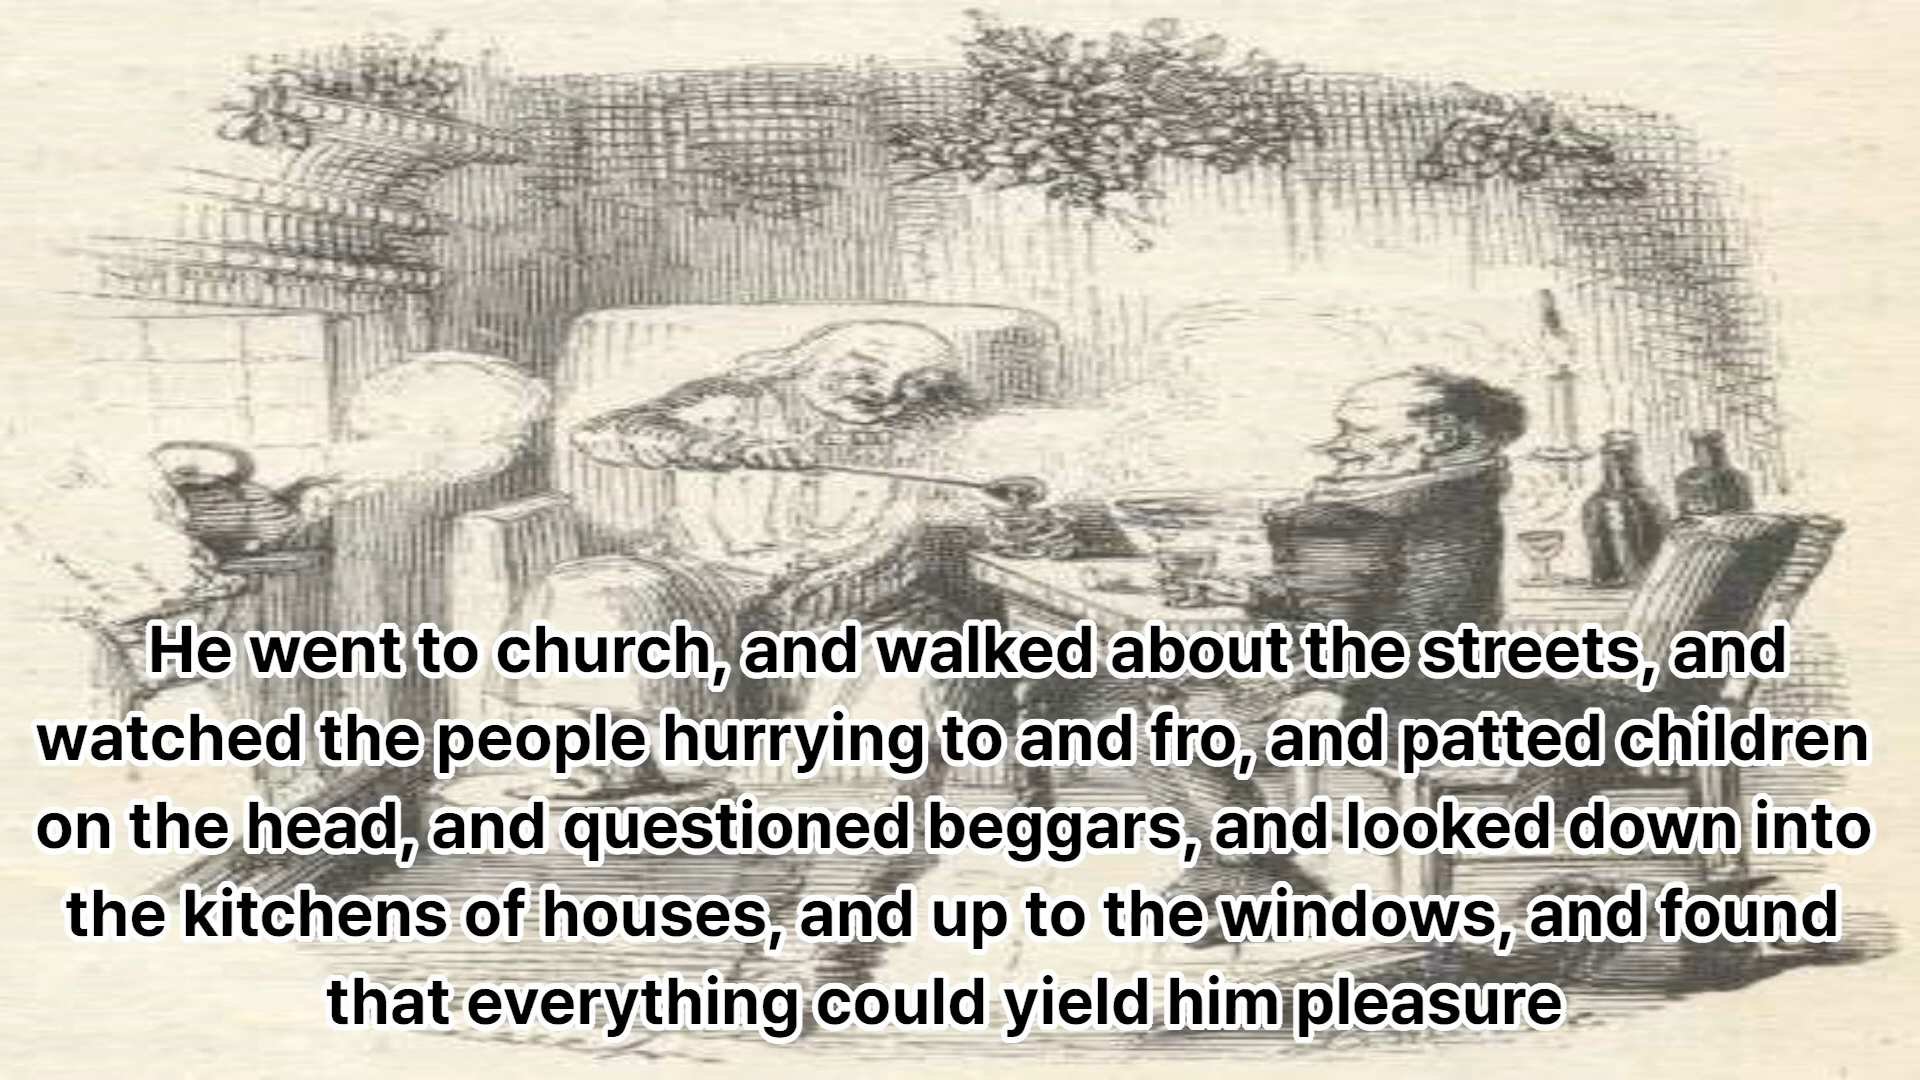 He went to church, and walked about the streets, and
watched the people hurrying to and fro, and patted children
on the head, and questioned beggars, and looked down into
the kitchens of houses, and up to the windows, and found
that everything could yield him pleasure